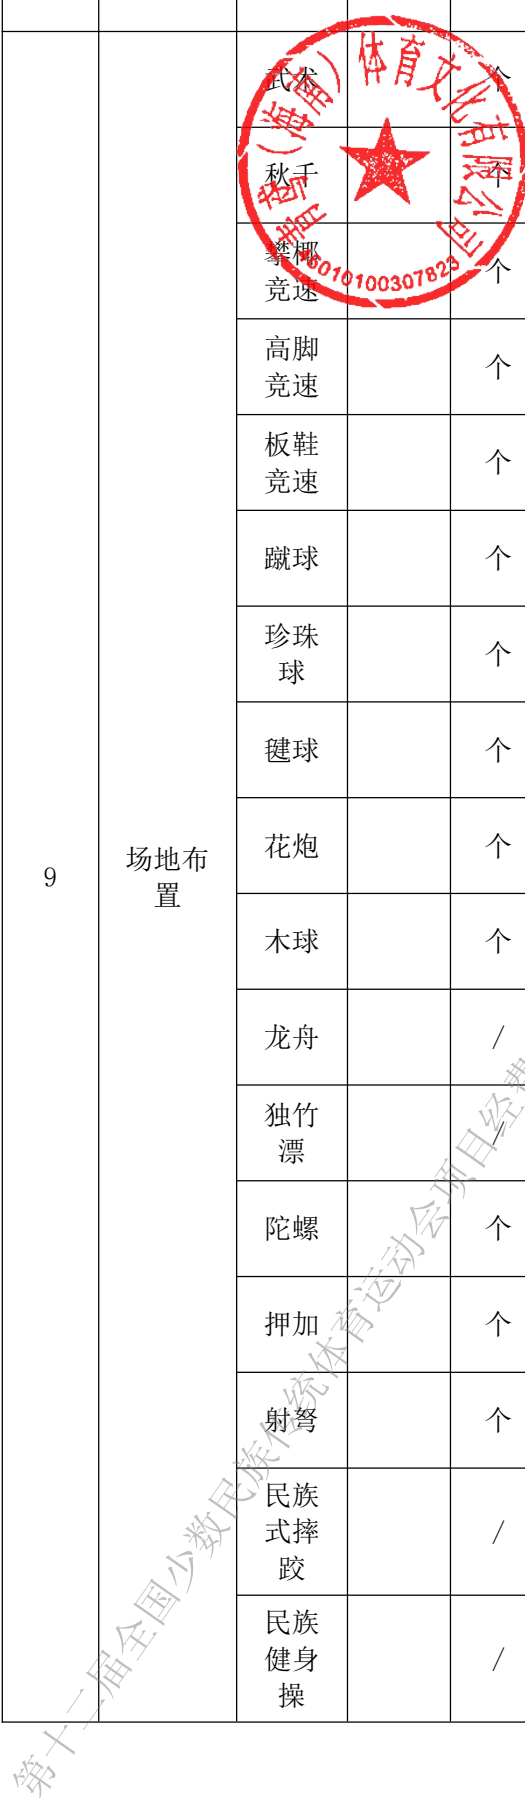 武术
个
秋千
个
攀椰
竞速
个
高脚
竞速
个
板鞋
竞速
个
蹴球
个
珍珠
球
个
毽球
个
花炮
个
9
场地布
置
木球
个
龙舟
/
独竹
漂
/
陀螺
个
押加
个
射弩
个
民族
式摔
跤
/
民族
健身
操
/
（海南）体育文化有限公司
46010100307823
第十二届全国少数民族传统体育运动会项目经费